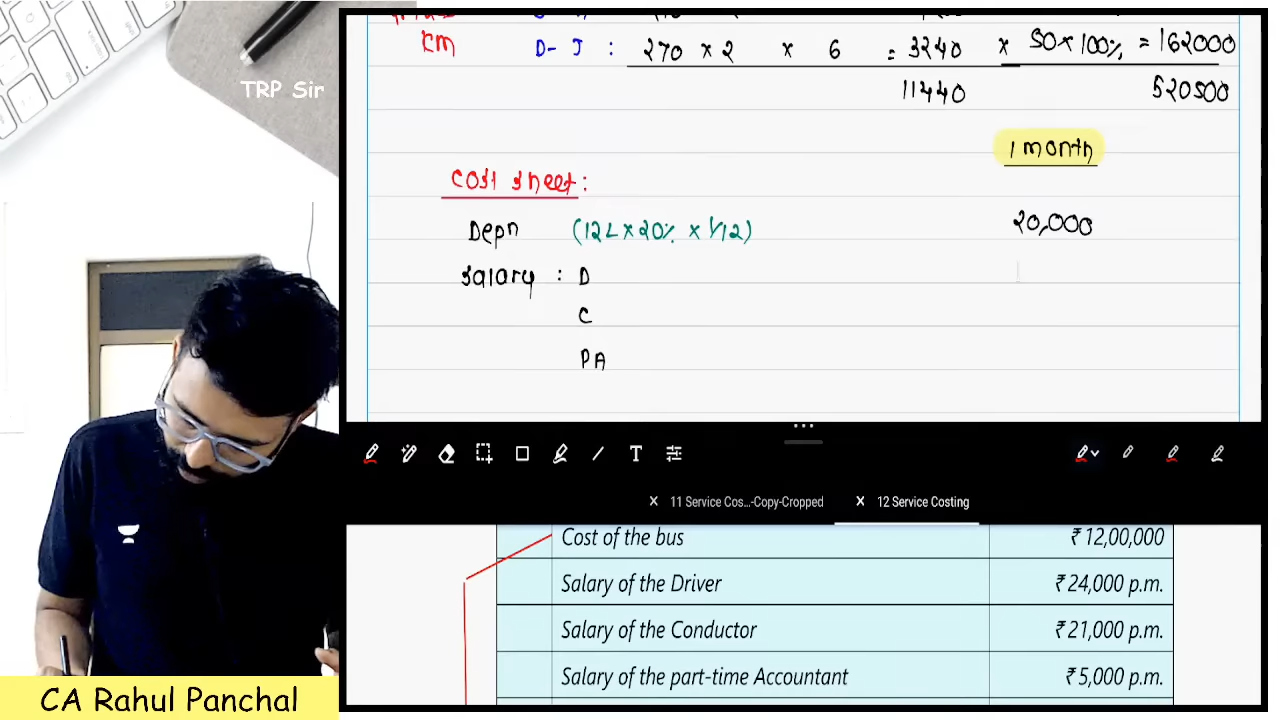 TRP Sir
km D-J : 270 × 2 × 6 = 3240 × 50×100% = 162000
11440 520500
1 month
Cost sheet:
Depn (12L×20% × 1/12) 20,000
Salary : D
C
PA
T
× 11 Service Cos...-Copy-Cropped × 12 Service Costing
Cost of the bus ₹ 12,00,000
Salary of the Driver ₹ 24,000 p.m.
Salary of the Conductor ₹ 21,000 p.m.
Salary of the part-time Accountant ₹ 5,000 p.m.
CA Rahul Panchal